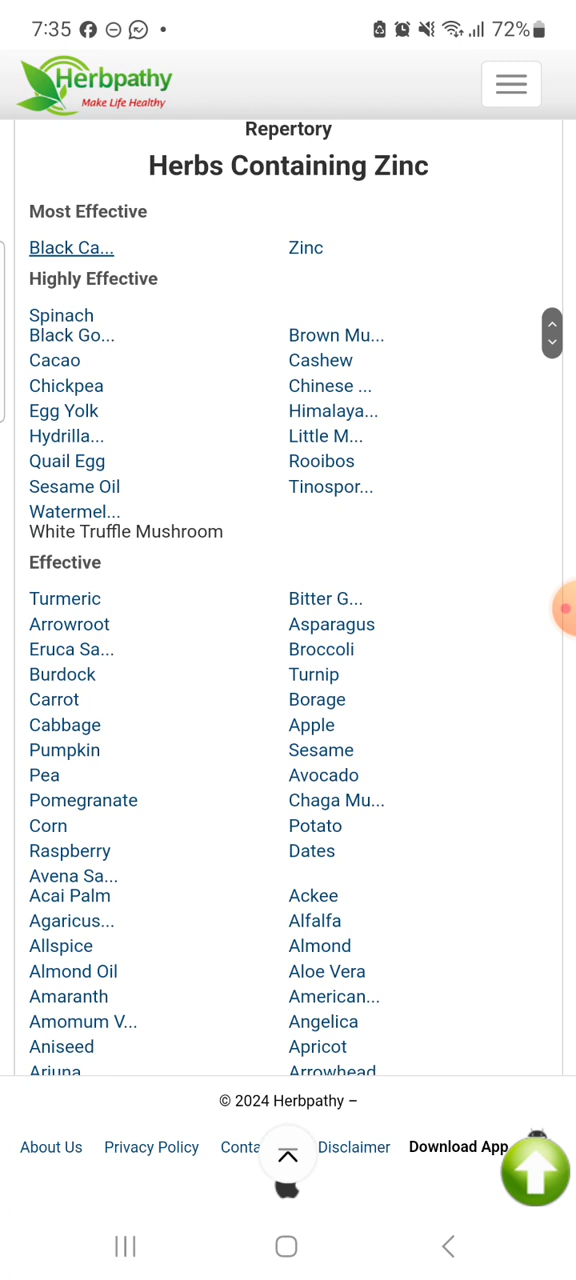 7:35
72%
Herbpathy
Make Life Healthy
Repertory
Herbs Containing Zinc
Most Effective
Black Ca... Zinc
Highly Effective
Spinach
Black Go... Brown Mu...
Cacao Cashew
Chickpea Chinese ...
Egg Yolk Himalaya...
Hydrilla... Little M...
Quail Egg Rooibos
Sesame Oil Tinospor...
Watermel...
White Truffle Mushroom
Effective
Turmeric Bitter G...
Arrowroot Asparagus
Eruca Sa... Broccoli
Burdock Turnip
Carrot Borage
Cabbage Apple
Pumpkin Sesame
Pea Avocado
Pomegranate Chaga Mu...
Corn Potato
Raspberry Dates
Avena Sa...
Acai Palm Ackee
Agaricus... Alfalfa
Allspice Almond
Almond Oil Aloe Vera
Amaranth American...
Amomum V... Angelica
Aniseed Apricot
Arjuna Arrowhead
© 2024 Herbpathy –
About Us Privacy Policy Conta Disclaimer Download App